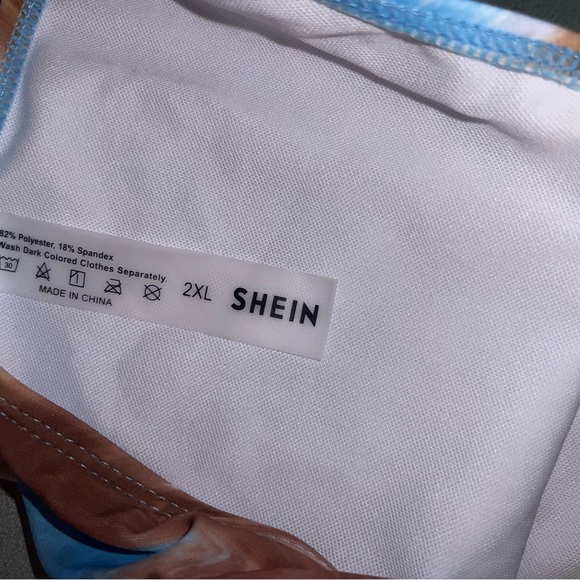 82% Polyester, 18% Spandex
Wash Dark Colored Clothes Separately
30
2XL SHEIN
MADE IN CHINA